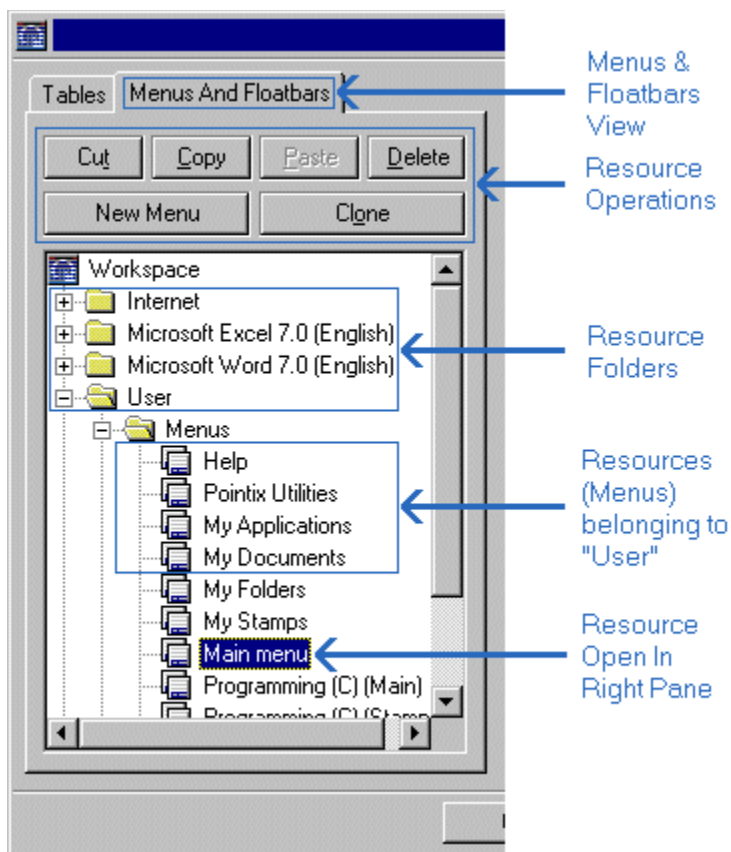 Tables
Menus And Floatbars
Menus &
Floatbars
View
Cut
Copy
Paste
Delete
New Menu
Clone
Resource
Operations
Workspace
Internet
Microsoft Excel 7.0 (English)
Microsoft Word 7.0 (English)
User
Resource
Folders
Menus
Help
Pointix Utilities
My Applications
My Documents
Resources
(Menus)
belonging to
"User"
My Folders
My Stamps
Main menu
Programming (C) (Main)
Programming (C) (Stamp
Resource
Open In
Right Pane